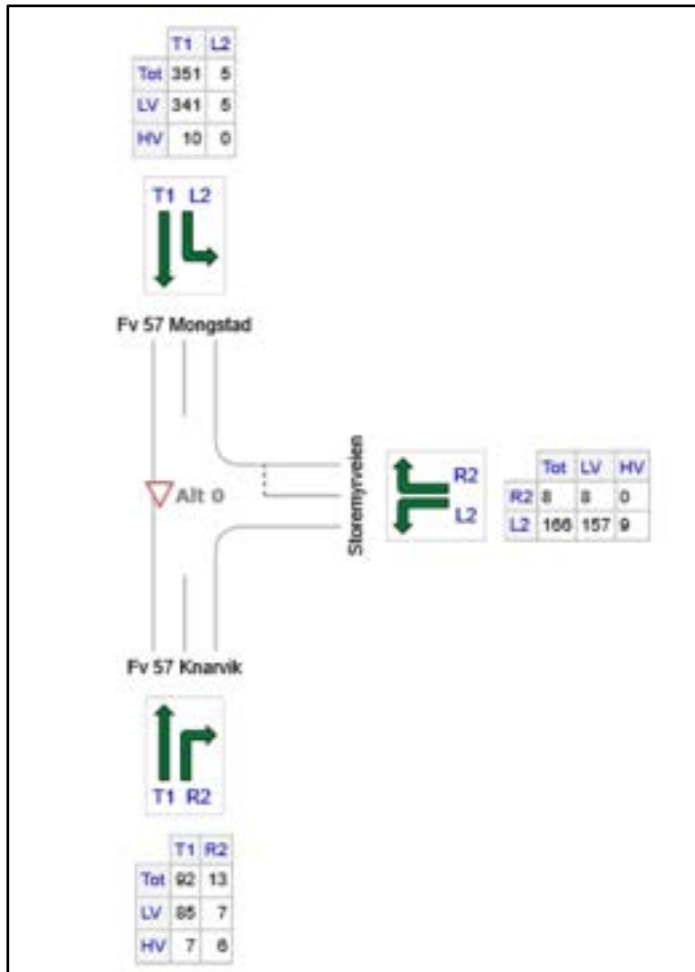 T1 L2
Tot 351 5
LV 341 5
HV 10 0
T1 L2
Fv 57 Mongstad
Alt 0
Storemyrveien
R2
L2
Tot LV HV
R2 8 8 0
L2 166 157 9
Fv 57 Knarvik
T1 R2
T1 R2
Tot 92 13
LV 85 7
HV 7 6